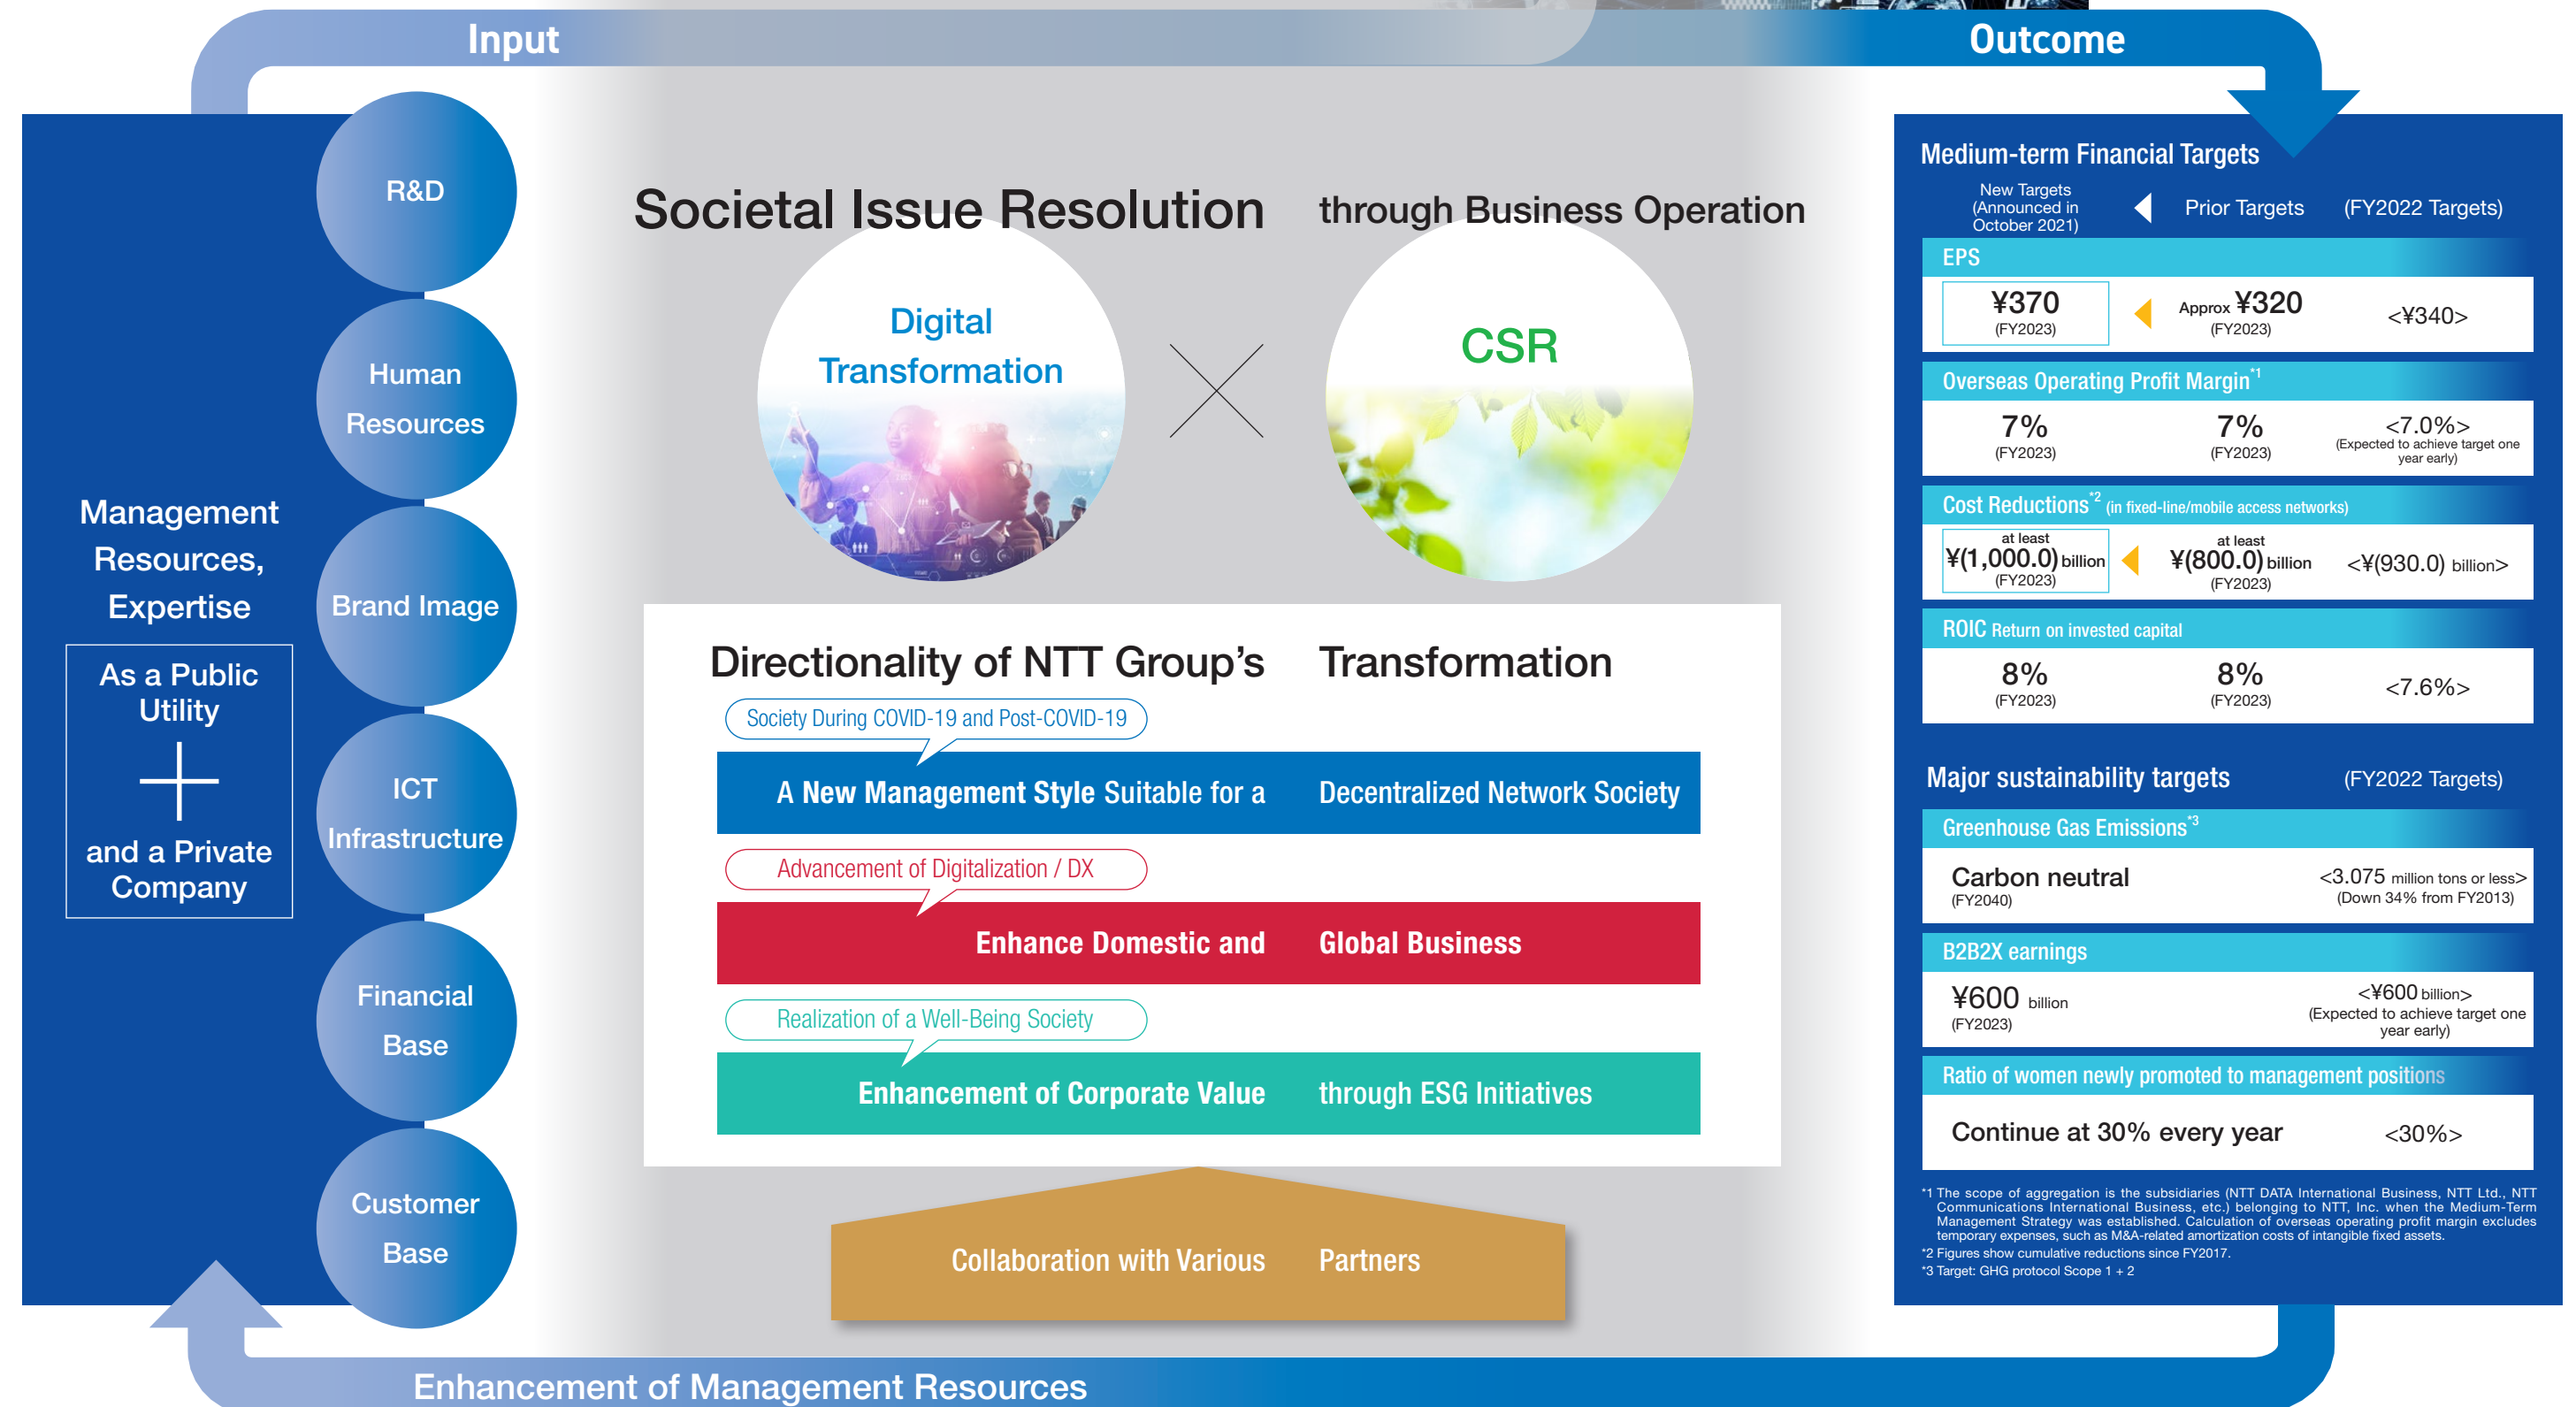 Input
Outcome
Management
Resources,
Expertise
As a Public
Utility
and a Private
Company
R&D
Human
Resources
Brand Image
ICT
Infrastructure
Financial
Base
Customer
Base
Societal Issue Resolution through Business Operation
Digital
Transformation
CSR
Directionality of NTT Group's Transformation
Society During COVID-19 and Post-COVID-19
A New Management Style Suitable for a Decentralized Network Society
Advancement of Digitalization / DX
Enhance Domestic and Global Business
Realization of a Well-Being Society
Enhancement of Corporate Value through ESG Initiatives
Collaboration with Various Partners
Medium-term Financial Targets
New Targets
(Announced in
October 2021)
Prior Targets
(FY2022 Targets)
EPS
¥370
(FY2023)
Approx ¥320
(FY2023)
<¥340>
Overseas Operating Profit Margin*1
7%
(FY2023)
7%
(FY2023)
<7.0%>
(Expected to achieve target one
year early)
Cost Reductions*2 (in fixed-line/mobile access networks)
at least
¥(1,000.0) billion
(FY2023)
at least
¥(800.0) billion
(FY2023)
<¥(930.0) billion>
ROIC Return on invested capital
8%
(FY2023)
8%
(FY2023)
<7.6%>
Major sustainability targets
(FY2022 Targets)
Greenhouse Gas Emissions*3
Carbon neutral
(FY2040)
<3.075 million tons or less>
(Down 34% from FY2013)
B2B2X earnings
¥600 billion
(FY2023)
<¥600 billion>
(Expected to achieve target one
year early)
Ratio of women newly promoted to management positions
Continue at 30% every year
<30%>
*1 The scope of aggregation is the subsidiaries (NTT DATA International Business, NTT Ltd., NTT
Communications International Business, etc.) belonging to NTT, Inc. when the Medium-Term
Management Strategy was established. Calculation of overseas operating profit margin excludes
temporary expenses, such as M&A-related amortization costs of intangible fixed assets.
*2 Figures show cumulative reductions since FY2017.
*3 Target: GHG protocol Scope 1 + 2
Enhancement of Management Resources